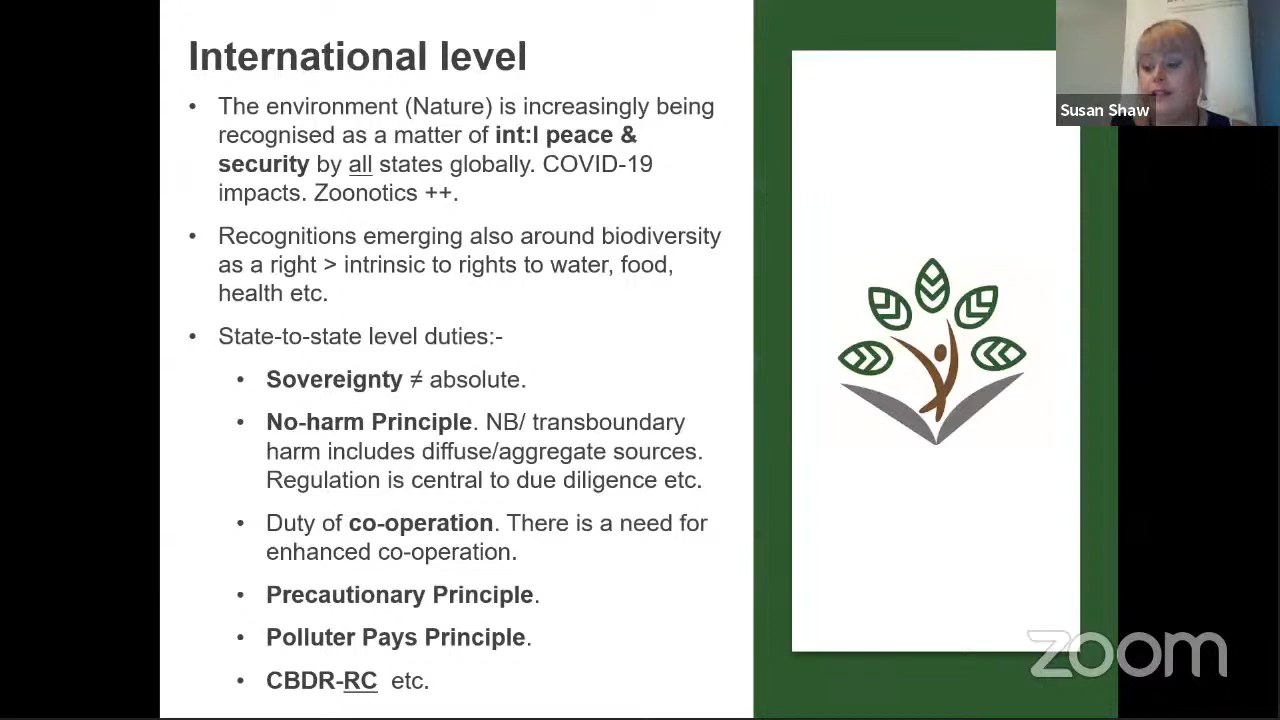 International level
• The environment (Nature) is increasingly being
recognised as a matter of int:l peace &
security by all states globally. COVID-19
impacts. Zoonotics ++.
• Recognitions emerging also around biodiversity
as a right > intrinsic to rights to water, food,
health etc.
• State-to-state level duties:-
• Sovereignty ≠ absolute.
• No-harm Principle. NB/ transboundary
harm includes diffuse/aggregate sources.
Regulation is central to due diligence etc.
• Duty of co-operation. There is a need for
enhanced co-operation.
• Precautionary Principle.
• Polluter Pays Principle.
• CBDR-RC etc.
Susan Shaw
zoom